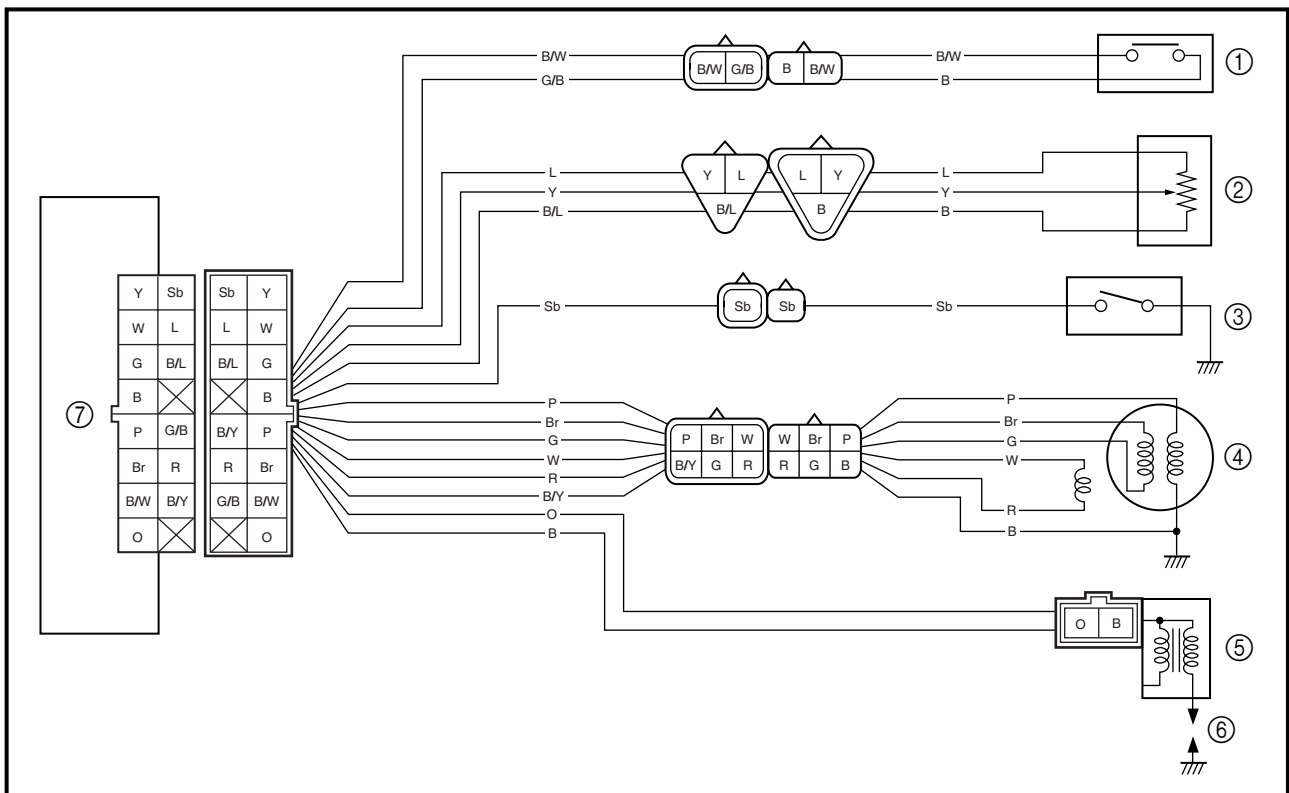 B/W B/W G/B B B/W B/W ①
G/B B
L Y L L Y L ②
Y Y
B/L B/L B B
Sb Sb Sb Sb ③
Y Sb Sb Y
W L L W
G B/L B/L G
B B
P G/B B/Y P
Br R R Br
B/W B/Y G/B B/W
O O
⑦
P P
Br Br
G P Br W W Br P G ④
W B/Y G R R G B W
R R
B/Y B
O
B
O B ⑤
⑥